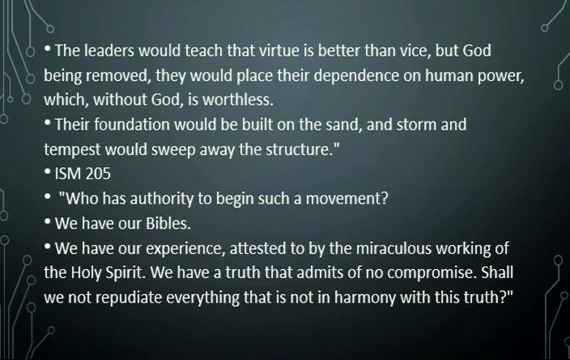 • The leaders would teach that virtue is better than vice, but God
being removed, they would place their dependence on human power,
which, without God, is worthless.
• Their foundation would be built on the sand, and storm and
tempest would sweep away the structure."
• ISM 205
• "Who has authority to begin such a movement?
• We have our Bibles.
• We have our experience, attested to by the miraculous working of
the Holy Spirit. We have a truth that admits of no compromise. Shall
we not repudiate everything that is not in harmony with this truth?"